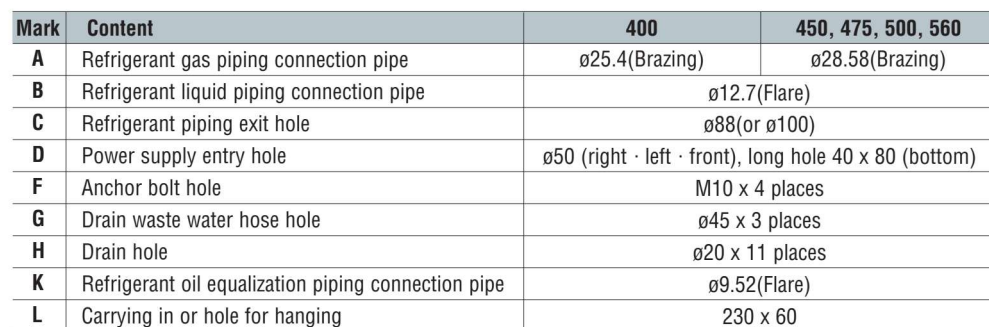 Mark Content 400 450, 475, 500, 560
A Refrigerant gas piping connection pipe ø25.4(Brazing) ø28.58(Brazing)
B Refrigerant liquid piping connection pipe ø12.7(Flare)
C Refrigerant piping exit hole ø88(or ø100)
D Power supply entry hole ø50 (right · left · front), long hole 40 x 80 (bottom)
F Anchor bolt hole M10 x 4 places
G Drain waste water hose hole ø45 x 3 places
H Drain hole ø20 x 11 places
K Refrigerant oil equalization piping connection pipe ø9.52(Flare)
L Carrying in or hole for hanging 230 x 60